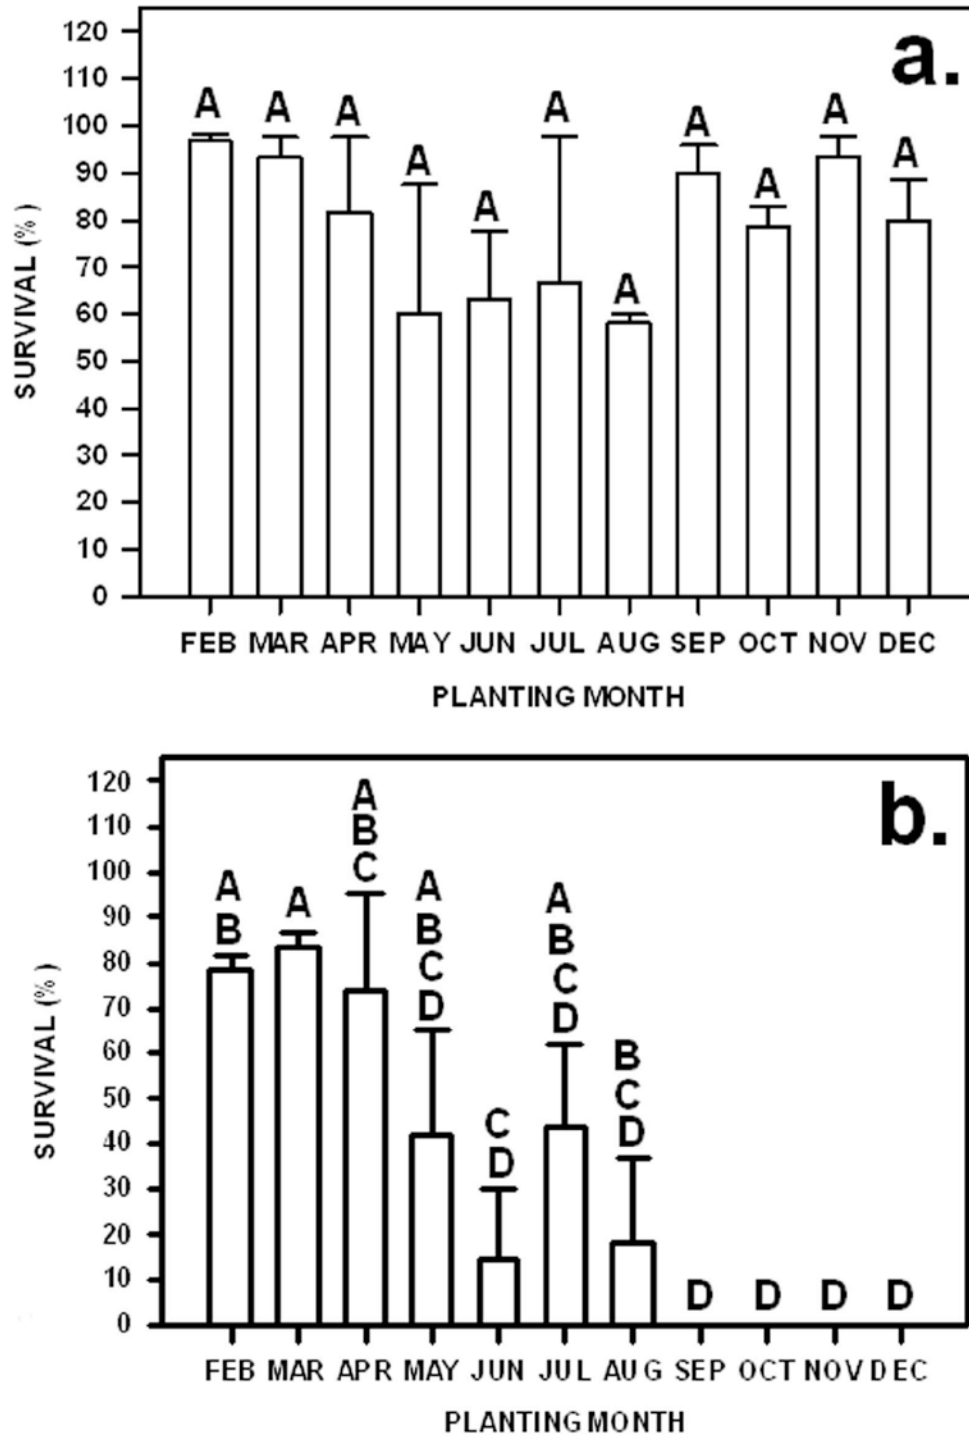 a.
120
110
100
90
80
70
60
50
40
30
20
10
0
SURVIVAL (%)
A A A A A A A A A A A
FEB MAR APR MAY JUN JUL AUG SEP OCT NOV DEC
PLANTING MONTH
b.
120
110
100
90
80
70
60
50
40
30
20
10
0
SURVIVAL (%)
A
B
A
A
B
C
A
B
C
D
C
D
A
B
C
D
B
C
D
D D D D
FEB MAR APR MAY JUN JUL AUG SEP OCT NOV DEC
PLANTING MONTH